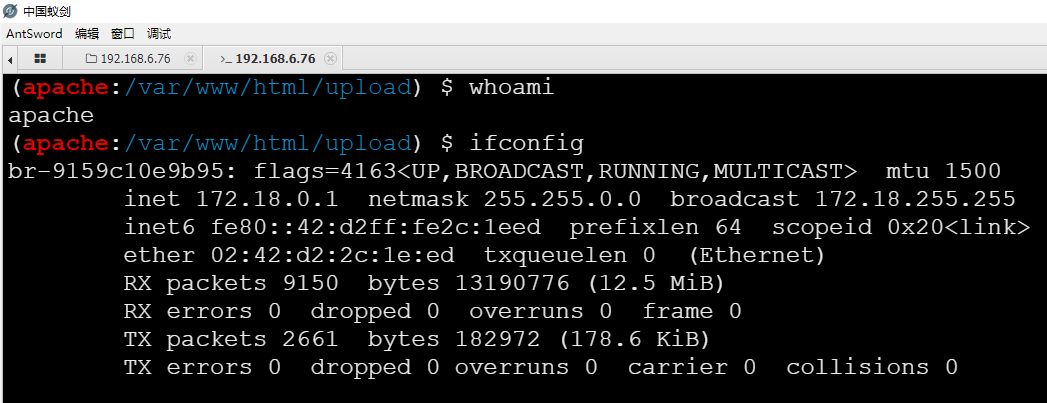 中国蚁剑
AntSword 编辑 窗口 调试
192.168.6.76 >_ 192.168.6.76
(apache:/var/www/html/upload) $ whoami
apache
(apache:/var/www/html/upload) $ ifconfig
br-9159c10e9b95: flags=4163<UP,BROADCAST,RUNNING,MULTICAST>  mtu 1500
        inet 172.18.0.1  netmask 255.255.0.0  broadcast 172.18.255.255
        inet6 fe80::42:d2ff:fe2c:1eed  prefixlen 64  scopeid 0x20<link>
        ether 02:42:d2:2c:1e:ed  txqueuelen 0  (Ethernet)
        RX packets 9150  bytes 13190776 (12.5 MiB)
        RX errors 0  dropped 0  overruns 0  frame 0
        TX packets 2661  bytes 182972 (178.6 KiB)
        TX errors 0  dropped 0 overruns 0  carrier 0  collisions 0